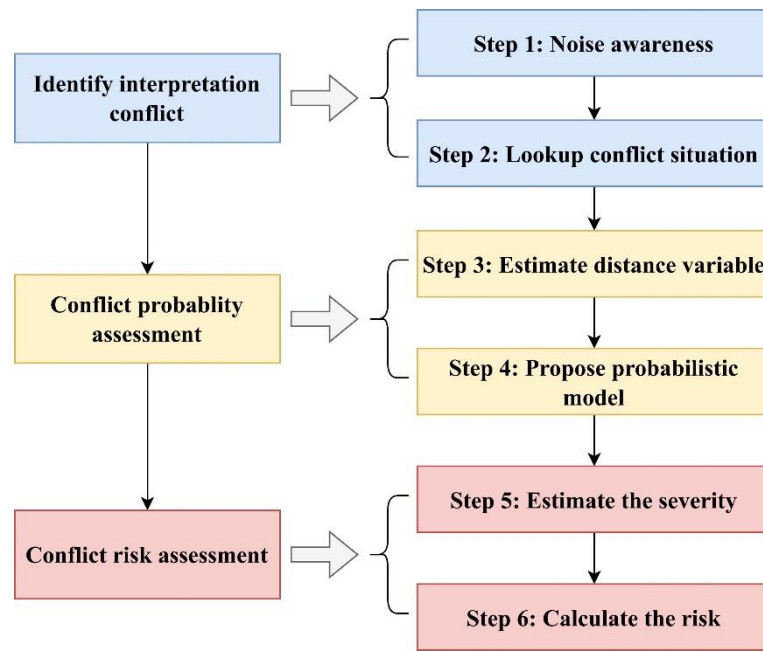 Identify interpretation
conflict
Step 1: Noise awareness
Step 2: Lookup conflict situation
Conflict probablity
assessment
Step 3: Estimate distance variable
Step 4: Propose probabilistic
model
Conflict risk assessment
Step 5: Estimate the severity
Step 6: Calculate the risk